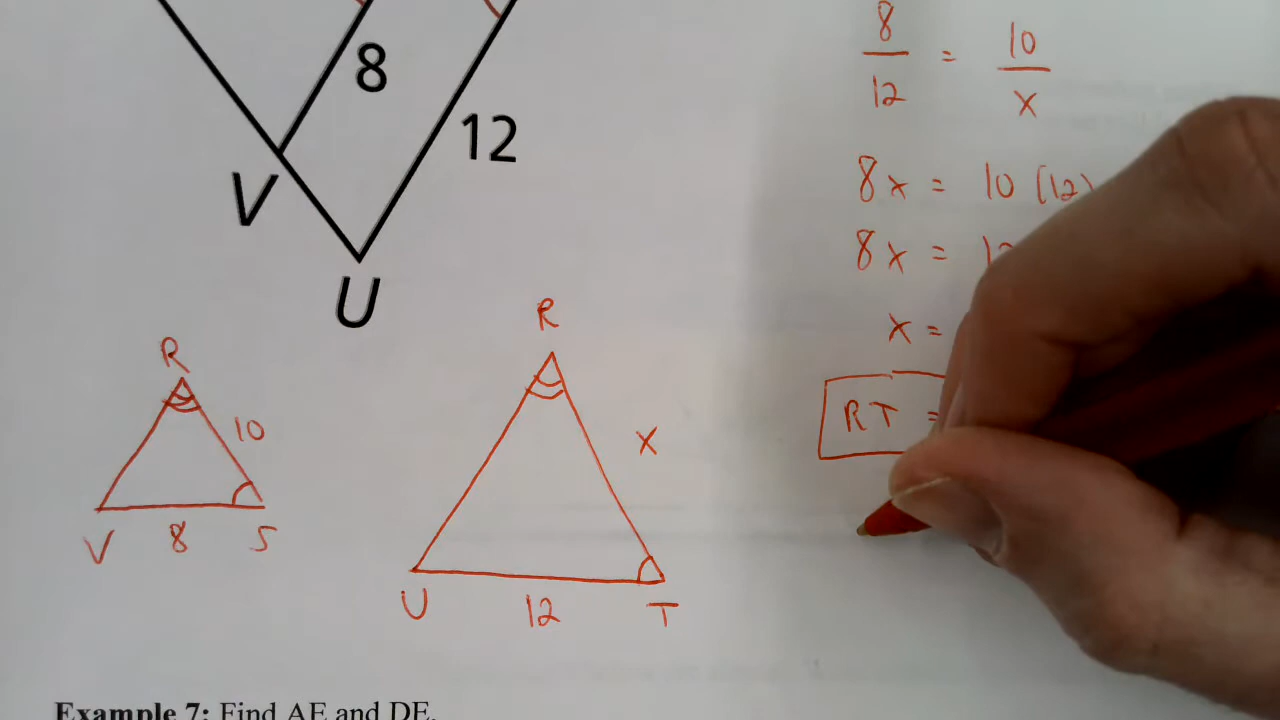 8
12
V
U
R
10
V 8 S
R
X
U 12 T
8/12 = 10/x
8x = 10 (12)
8x =
x =
RT =
Example 7: Find AE and DE.